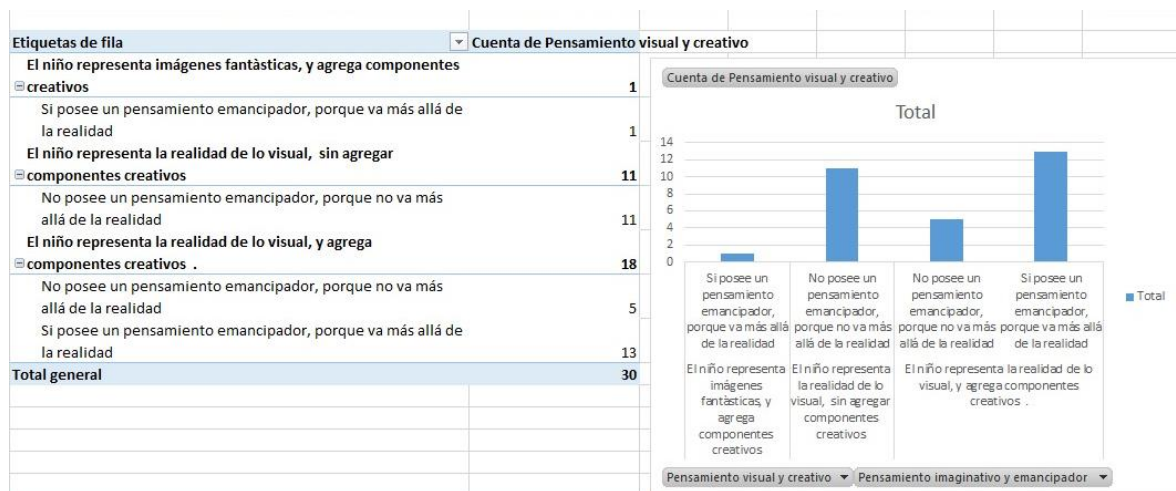 Etiquetas de fila Cuenta de Pensamiento visual y creativo
El niño representa imágenes fantàsticas, y agrega componentes
creativos 1
Si posee un pensamiento emancipador, porque va más allá de
la realidad 1
El niño representa la realidad de lo visual, sin agregar
componentes creativos 11
No posee un pensamiento emancipador, porque no va más
allá de la realidad 11
El niño representa la realidad de lo visual, y agrega
componentes creativos . 18
No posee un pensamiento emancipador, porque no va más
allá de la realidad 5
Si posee un pensamiento emancipador, porque va más allá de
la realidad 13
Total general 30
Cuenta de Pensamiento visual y creativo
Total
14
12
10
8
6
4
2
0
Si posee un
pensamiento
emancipador,
porque va más allá
de la realidad
No posee un
pensamiento
emancipador,
porque no va más
allá de la realidad
No posee un
pensamiento
emancipador,
porque no va más
allá de la realidad
Si posee un
pensamiento
emancipador,
porque va más allá
de la realidad
El niño representa
imágenes
fantàsticas, y
agrega
componentes
creativos
El niño representa
la realidad de lo
visual, sin agregar
componentes
creativos
El niño representa la realidad de lo
visual, y agrega componentes
creativos .
Total
Pensamiento visual y creativo Pensamiento imaginativo y emancipador